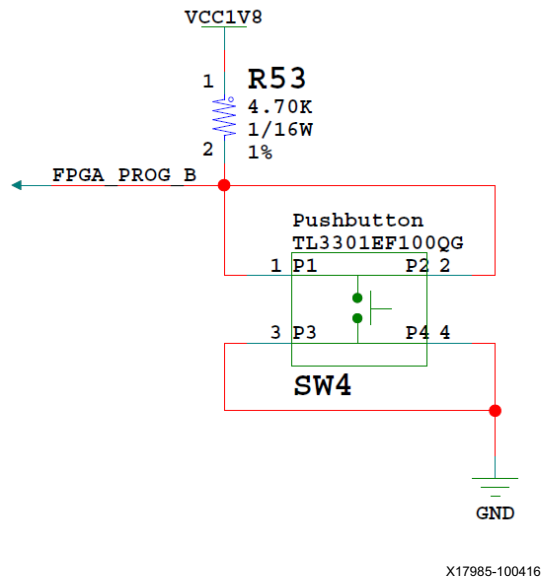 VCC1V8
1
R53
4.70K
1/16W
2
1%
FPGA_PROG_B
Pushbutton
TL3301EF100QG
1 P1 P2 2
3 P3 P4 4
SW4
GND
X17985-100416